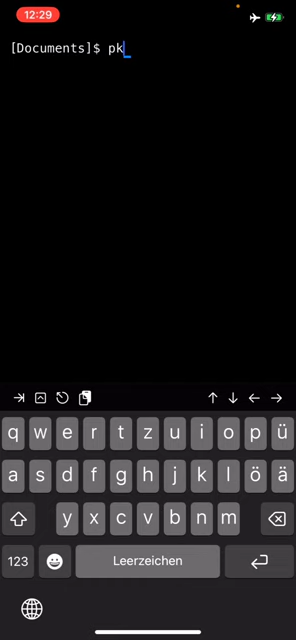 12:29
[Documents]$ pk
q w e r t z u i o p ü
a s d f g h j k l ö ä
y x c v b n m
123 Leerzeichen